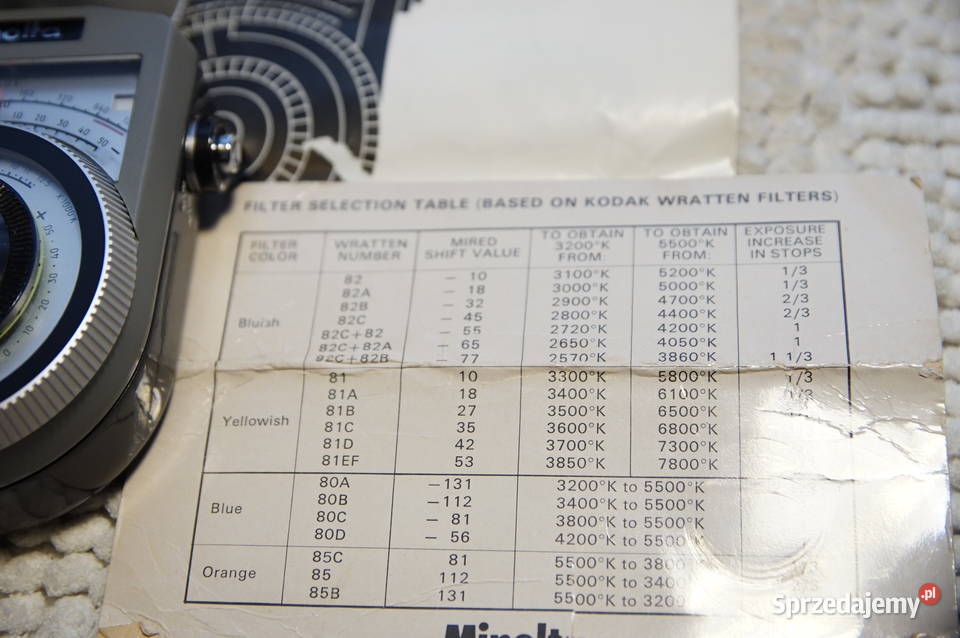 FILTER SELECTION TABLE (BASED ON KODAK WRATTEN FILTERS)
FILTER COLOR WRATTEN NUMBER MIRED SHIFT VALUE TO OBTAIN 3200°K FROM: TO OBTAIN 5500°K FROM: EXPOSURE INCREASE IN STOPS
Bluish
82 – 10 3100°K 5200°K 1/3
82A – 18 3000°K 5000°K 1/3
82B – 32 2900°K 4700°K 2/3
82C – 45 2800°K 4400°K 2/3
82C+82 – 55 2720°K 4200°K 1
82C+82A – 65 2650°K 4050°K 1
82C+82B – 77 2570°K 3860°K 1 1/3
Yellowish
81 10 3300°K 5800°K 1/3
81A 18 3400°K 6100°K 1/3
81B 27 3500°K 6500°K
81C 35 3600°K 6800°K
81D 42 3700°K 7300°K
81EF 53 3850°K 7800°K
Blue
80A –131 3200°K to 5500°K
80B –112 3400°K to 5500°K
80C – 81 3800°K to 5500°K
80D – 56 4200°K to 5500°K
Orange
85C 81 5500°K to 3800
85 112 5500°K to 3400
85B 131 5500°K to 3200
Minolt
Sprzedajemy.pl